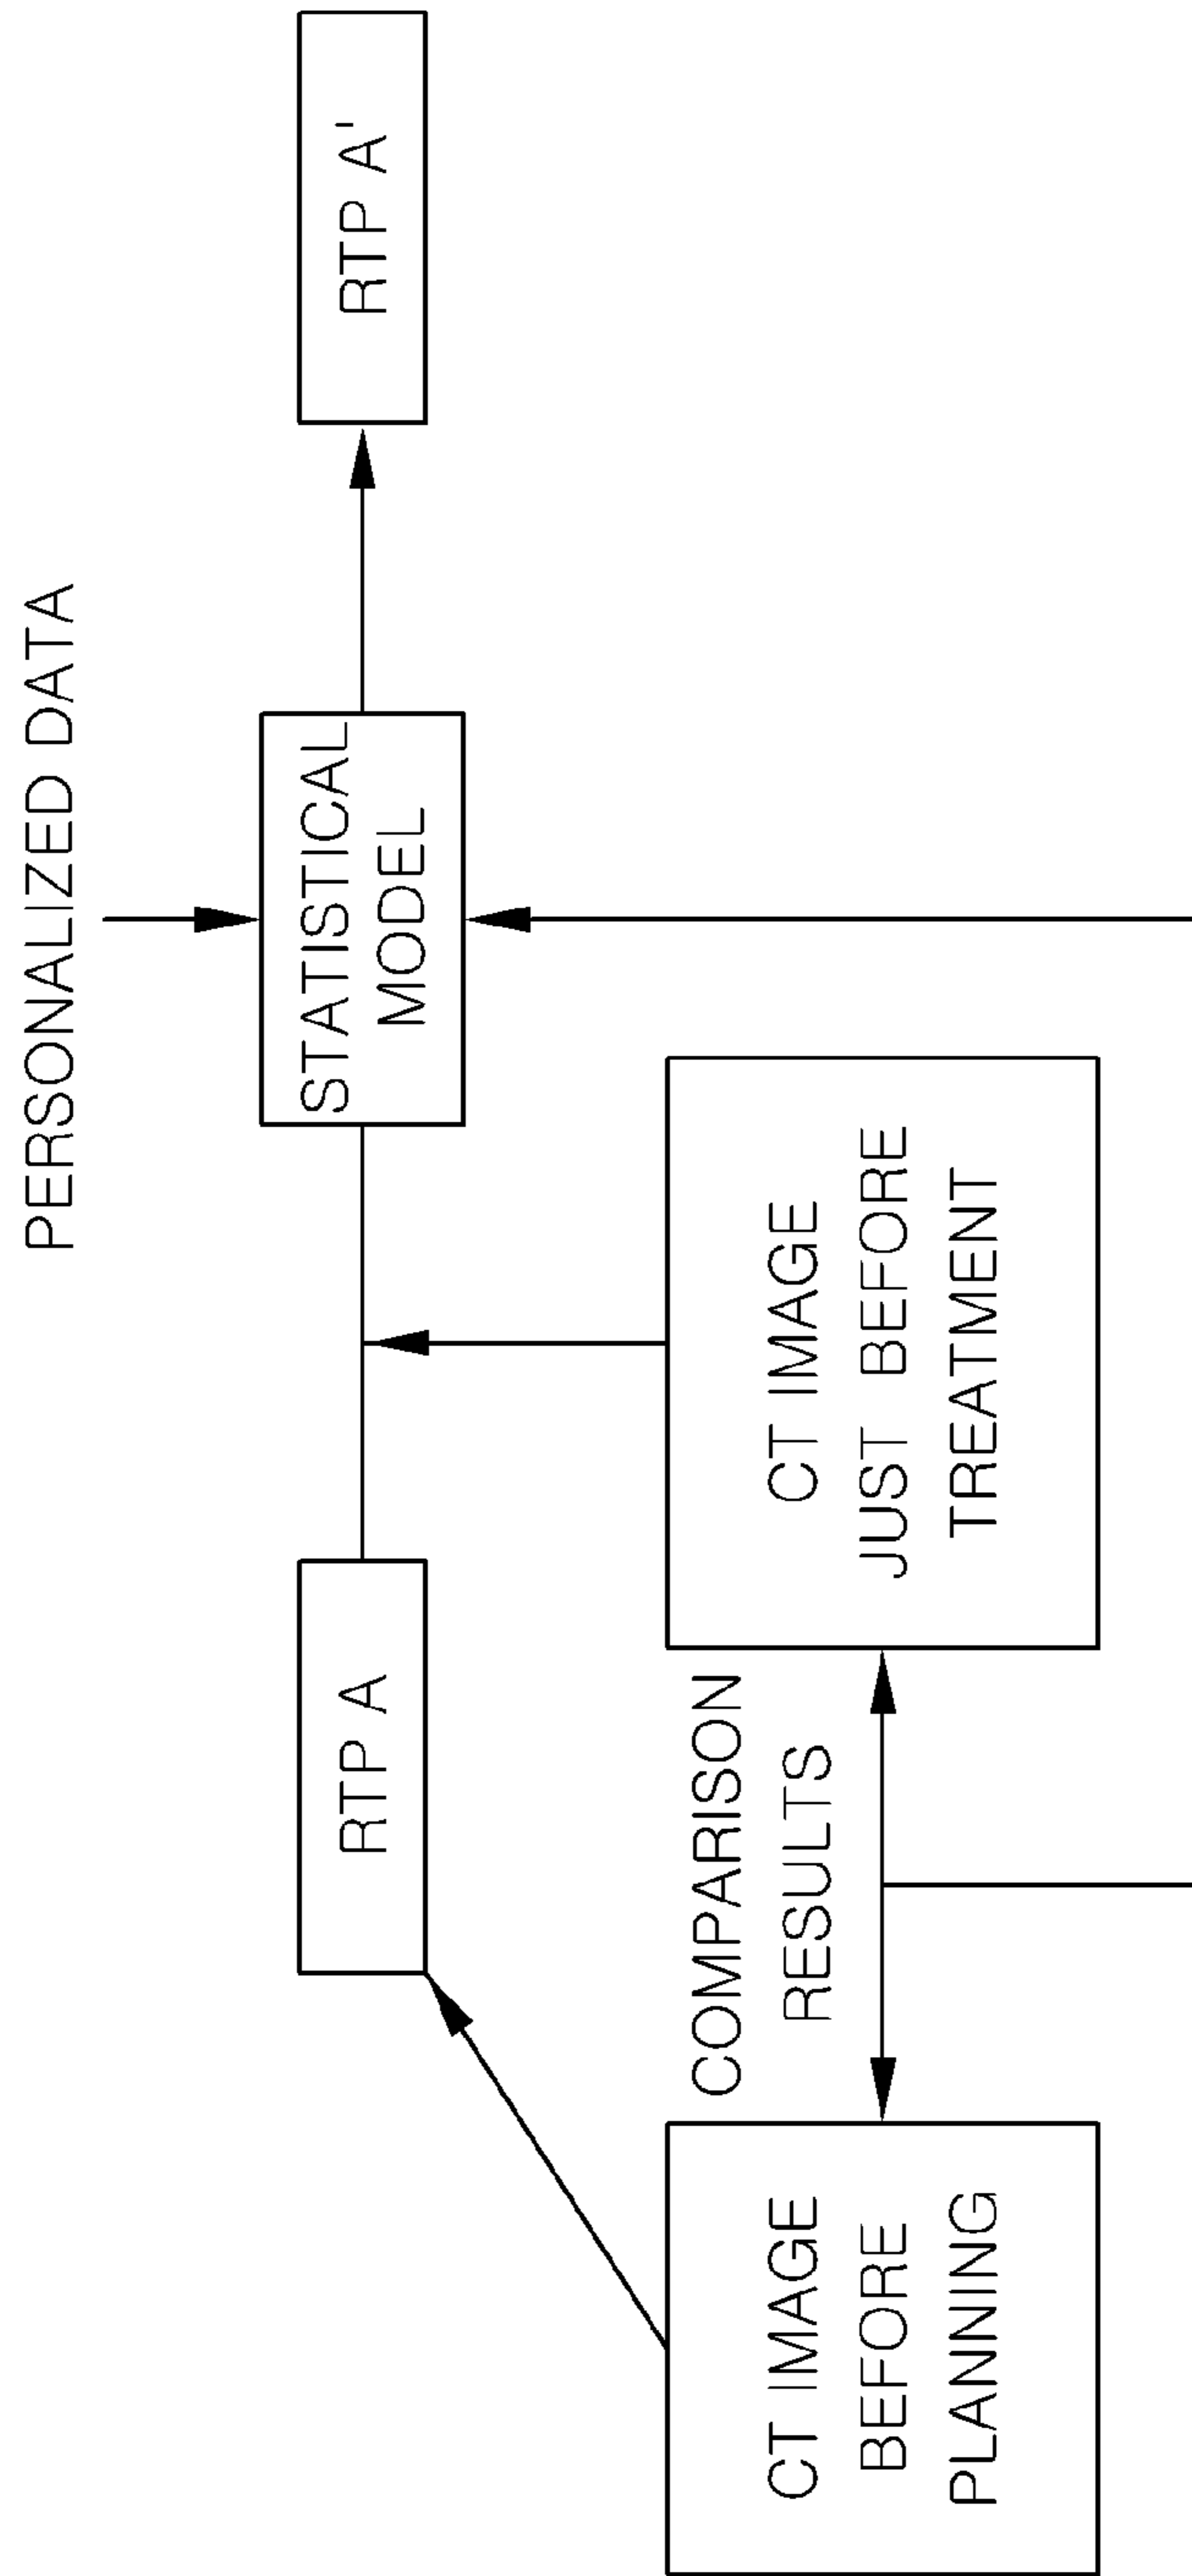 PERSONALIZED DATA
RTP A
STATISTICAL
MODEL
RTP A'
COMPARISON
RESULTS
CT IMAGE
BEFORE
PLANNING
CT IMAGE
JUST BEFORE
TREATMENT